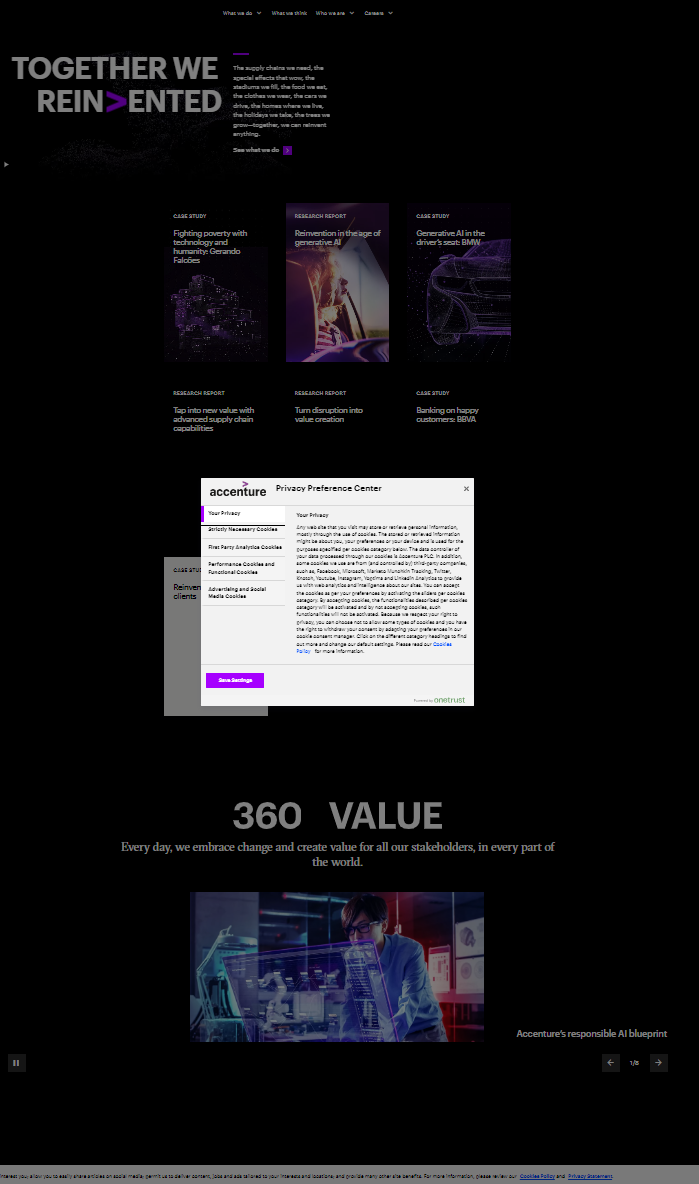 What we do
What we think
Who we are
Careers
TOGETHER WE
REIN>ENTED
The supply chains we need, the
special effects that wow, the
stadiums we fill, the food we eat,
the clothes we wear, the cars we
drive, the homes where we live,
the holidays we take, the trees we
grow—together, we can reinvent
anything.
See what we do
CASE STUDY
Fighting poverty with
technology and
humanity: Gerando
Falcões
RESEARCH REPORT
Reinvention in the age of
generative AI
CASE STUDY
Generative AI in the
driver's seat: BMW
RESEARCH REPORT
Tap into new value with
advanced supply chain
capabilities
RESEARCH REPORT
Turn disruption into
value creation
CASE STUDY
Banking on happy
customers: BBVA
CASE
clients
accenture
Privacy Preference Center
Your Privacy
Strictly Necessary Cookies
First Party Analytics Cookies
Performance Cookies and
Functional Cookies
Advertising and Social
Media Cookies
Your Privacy
Any web site that you visit may store or retrieve personal information,
mostly through the use of cookies. The stored or retrieved information
might be about you, your preferences or your device and is used for the
purposes specified per cookies category below. The data controller of
your data processed through our cookies is Accenture PLC. In addition,
some cookies we use are from (and controlled by) third-party companies,
such as, Facebook, Microsoft, Marketo Munchkin Tracking, Twitter,
Knotch, Youtube, Instagram, Yoptima and LinkedIn Analytics to provide
us with web analytics and intelligence about our sites. You can accept
the cookies as per your preferences by activating the sliders per cookies
category. By accepting cookies, the functionalities described per cookies
category will be activated and by not accepting cookies, such
functionalities will not be activated. Because we respect your right to
privacy, you can choose not to allow some types of cookies and you have
the right to withdraw your consent by adapting your preferences in our
cookie consent manager. Click on the different category headings to find
out more and change our default settings. Please read our Cookies
Policy for more information.
Save Settings
Powered by onetrust
360 VALUE
Every day, we embrace change and create value for all our stakeholders, in every part of
the world.
Accenture's responsible AI blueprint
1/8
interest you; allow you to easily share articles on social media; permit us to deliver content, jobs and ads tailored to your interests and locations; and provide many other site benefits. For more information, please review our Cookies Policy and Privacy Statement